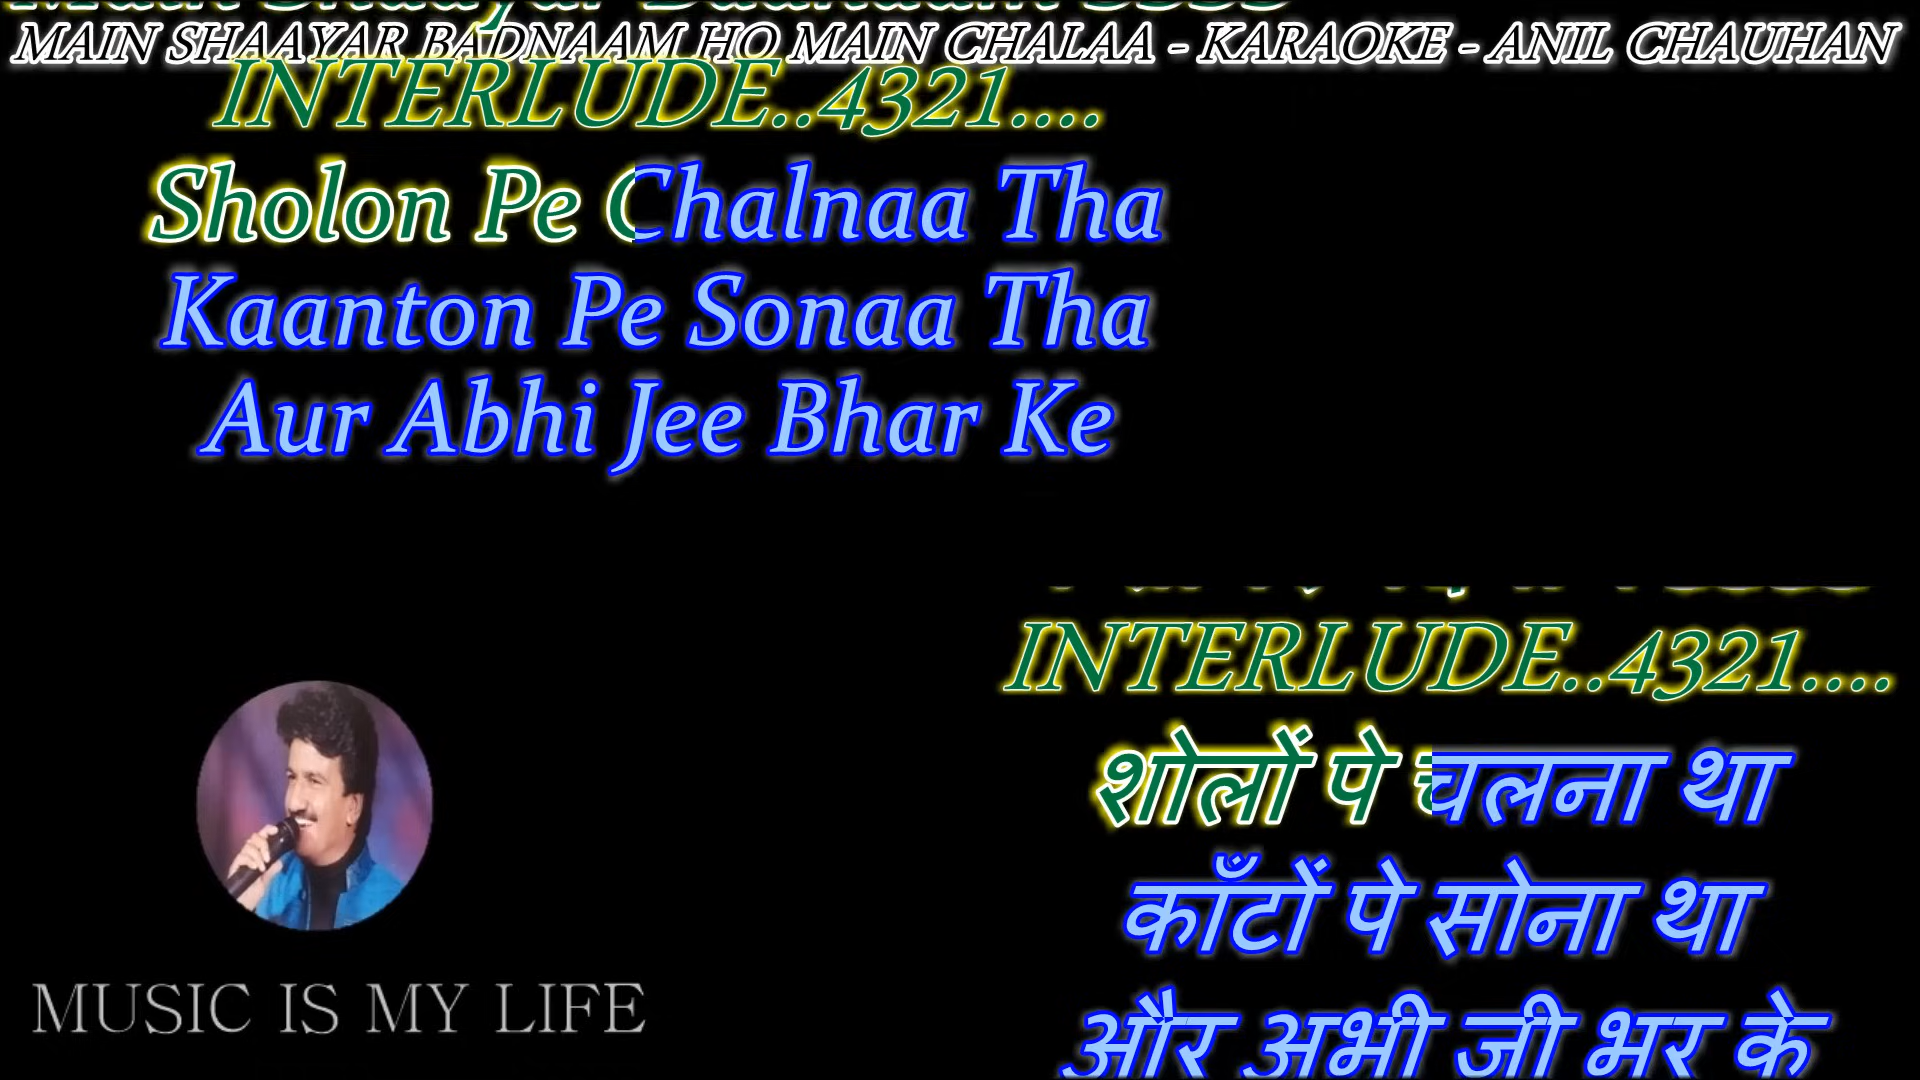 MAIN SHAAYAR BADNAAM HO MAIN CHALAA - KARAOKE - ANIL CHAUHAN
INTERLUDE..4321....
Sholon Pe Chalnaa Tha
Kaanton Pe Sonaa Tha
Aur Abhi Jee Bhar Ke
INTERLUDE..4321....
शोलों पे चलना था
काँटों पे सोना था
और अभी जी भर के
MUSIC IS MY LIFE